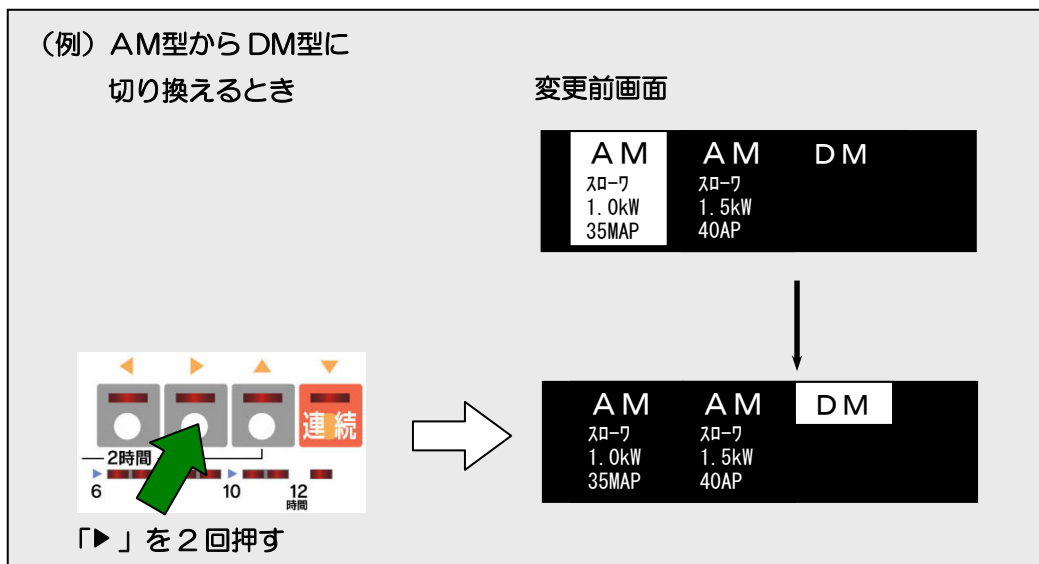 (例) AM型からDM型に
切り換えるとき
変更前画面
AM AM DM
ｽﾛｰﾜ ｽﾛｰﾜ
1.0kW 1.5kW
35MAP 40AP
◀ ▶ ▲ ▼
連続
2時間
6 10 12
時間
「▶」を2回押す
AM AM DM
ｽﾛｰﾜ ｽﾛｰﾜ
1.0kW 1.5kW
35MAP 40AP